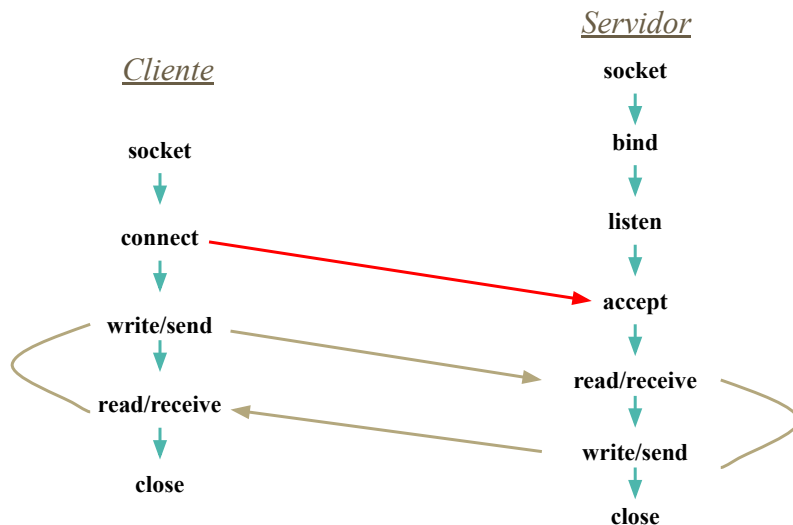 Cliente
socket
connect
write/send
read/receive
close
Servidor
socket
bind
listen
accept
read/receive
write/send
close